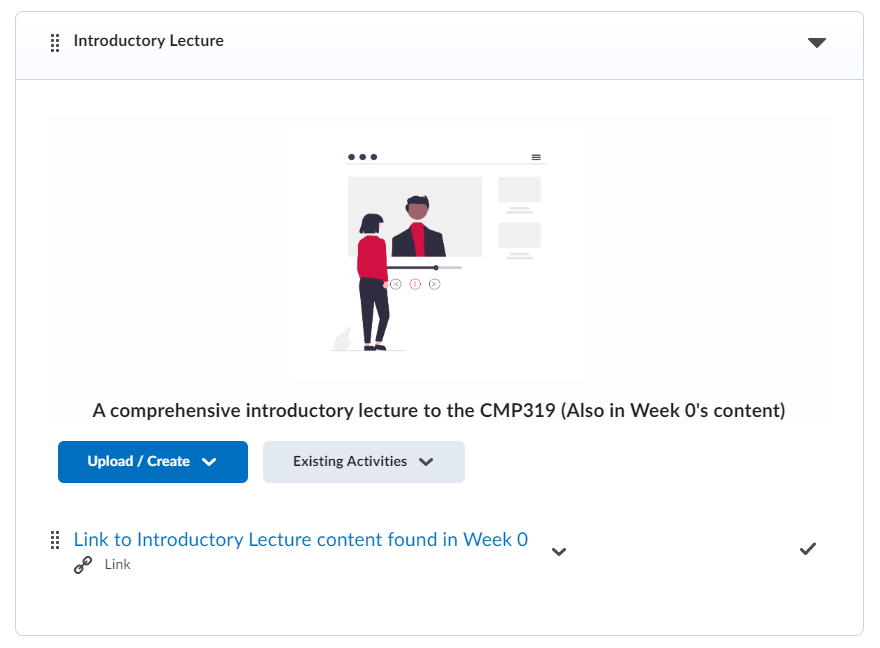 Introductory Lecture
A comprehensive introductory lecture to the CMP319 (Also in Week 0's content)
Upload / Create
Existing Activities
Link to Introductory Lecture content found in Week 0
Link